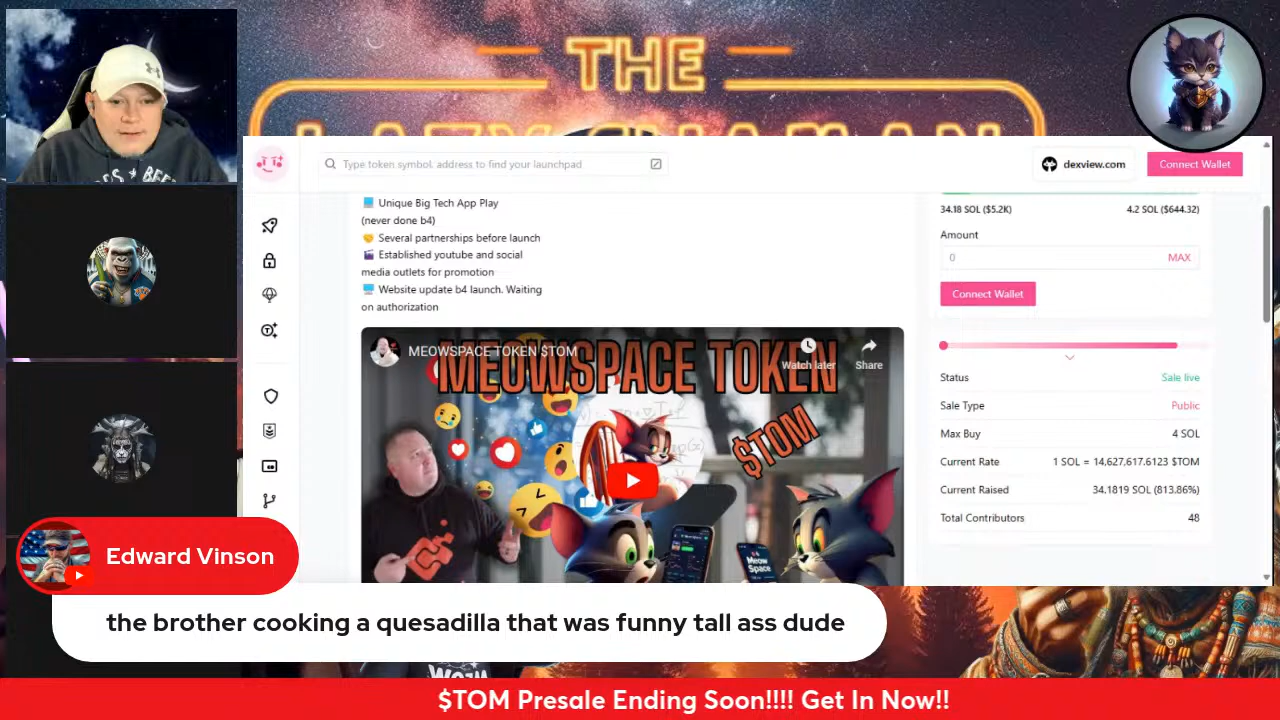 THE
Type token symbol, address to find your launchpad
dexview.com
Connect Wallet
Unique Big Tech App Play
(never done b4)
Several partnerships before launch
Established youtube and social
media outlets for promotion
Website update b4 launch. Waiting
on authorization
34.18 SOL ($5.2K)
4.2 SOL ($644.32)
Amount
0
MAX
Connect Wallet
MEOWSPACE TOKEN $TOM
Watch later
Share
MEOWSPACE TOKEN
$TOM
Meow
Space
Status
Sale live
Sale Type
Public
Max Buy
4 SOL
Current Rate
1 SOL = 14,627,617.6123 $TOM
Current Raised
34.1819 SOL (813.86%)
Total Contributors
48
Edward Vinson
the brother cooking a quesadilla that was funny tall ass dude
$TOM Presale Ending Soon!!!! Get In Now!!